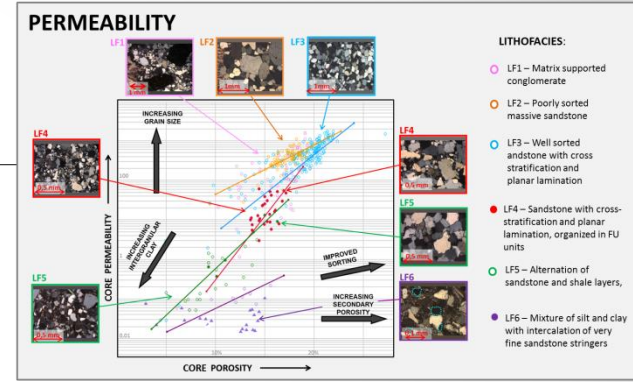 PERMEABILITY
LF1
LF2
LF3
1mm
1mm
LF4
0,5 mm
LF5
0,5 mm
LF4
0,5 mm
LF5
0,5 mm
LF6
INCREASING
GRAIN SIZE
INCREASING
INTERGRANULAR
CLAY
IMPROVED
SORTING
INCREASING
SECONDARY
POROSITY
CORE PERMEABILITY
100
1
0.01
10%
20%
CORE POROSITY
LITHOFACIES:
LF1 – Matrix supported
conglomerate
LF2 – Poorly sorted
massive sandstone
LF3 – Well sorted
andstone with cross
stratification and
planar lamination
LF4 – Sandstone with cross-
stratification and planar
lamination, organized in FU
units
LF5 – Alternation of
sandstone and shale layers,
LF6 – Mixture of silt and clay
with intercalation of very
fine sandstone stringers